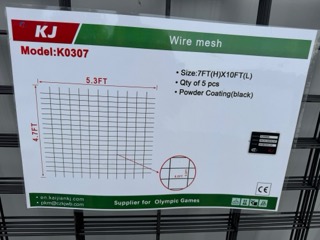 KJ
Wire mesh
Model:K0307
5.3FT
4.7FT
• Size:7FT(H)X10FT(L)
• Qty of 5 pcs
• Powder Coating(black)
CE
Supplier for Olympic Games